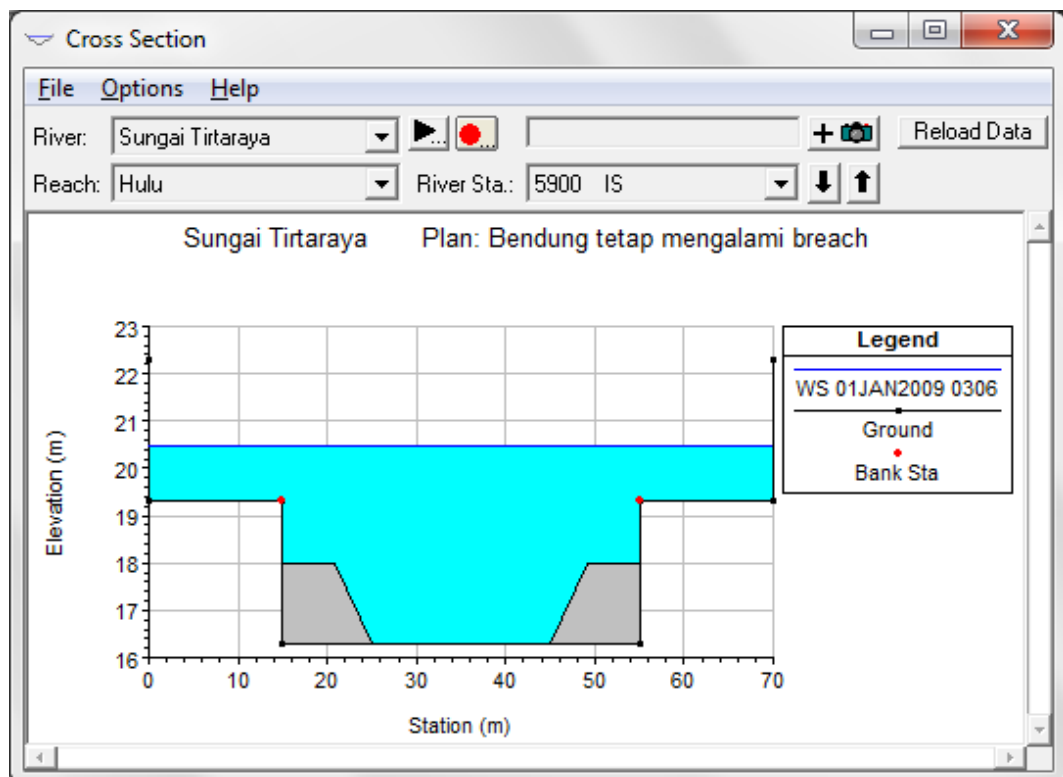 Cross Section
File Options Help
River: Sungai Tirtaraya ... ... + Reload Data
Reach: Hulu River Sta.: 5900 IS
Sungai Tirtaraya Plan: Bendung tetap mengalami breach
23
22
21
20
19
18
17
16
Elevation (m)
0 10 20 30 40 50 60 70
Station (m)
Legend
WS 01JAN2009 0306
Ground
Bank Sta